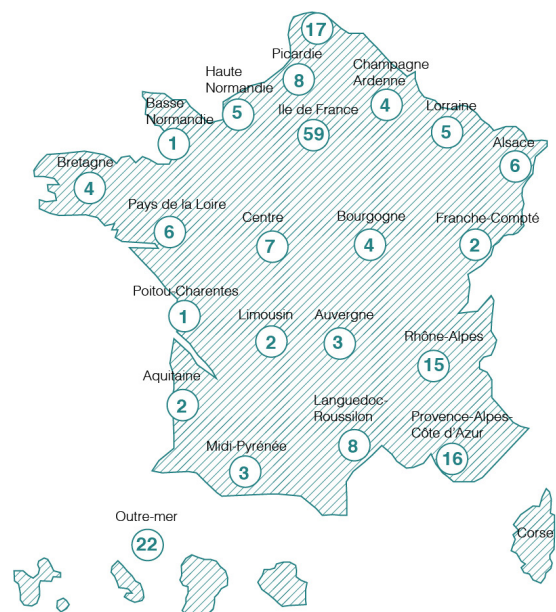 17
Picardie
8
Champagne
Ardenne
4
Haute
Normandie
5
Ile de France
59
Lorraine
5
Basse
Normandie
1
Alsace
6
Bretagne
4
Pays de la Loire
6
Centre
7
Bourgogne
4
Franche-Compté
2
Poitou-Charentes
1
Limousin
2
Auvergne
3
Rhône-Alpes
15
Aquitaine
2
Languedoc-
Roussilon
8
Provence-Alpes-
Côte d'Azur
16
Midi-Pyrénée
3
Outre-mer
22
Corse